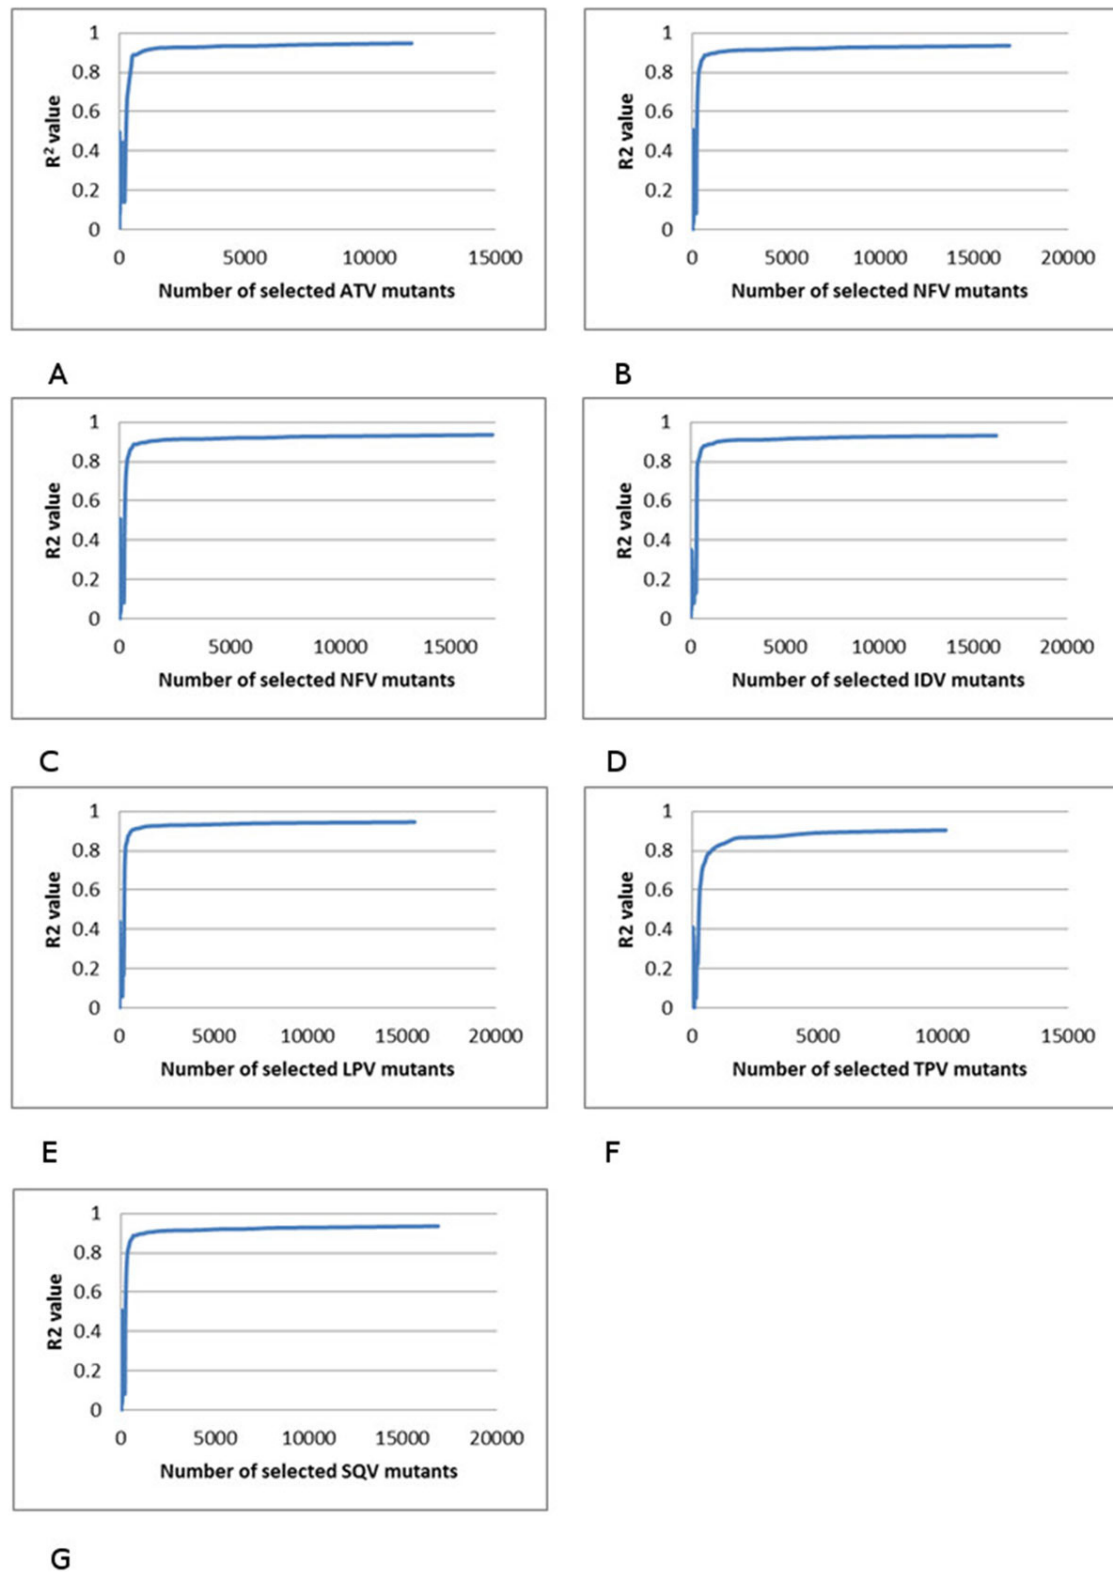 1
0.8
0.6
0.4
0.2
0
R² value
0 5000 10000 15000
Number of selected ATV mutants
A
1
0.8
0.6
0.4
0.2
0
R2 value
0 5000 10000 15000 20000
Number of selected NFV mutants
B
1
0.8
0.6
0.4
0.2
0
R2 value
0 5000 10000 15000
Number of selected NFV mutants
C
1
0.8
0.6
0.4
0.2
0
R2 value
0 5000 10000 15000 20000
Number of selected IDV mutants
D
1
0.8
0.6
0.4
0.2
0
R2 value
0 5000 10000 15000 20000
Number of selected LPV mutants
E
1
0.8
0.6
0.4
0.2
0
R2 value
0 5000 10000 15000
Number of selected TPV mutants
F
1
0.8
0.6
0.4
0.2
0
R2 value
0 5000 10000 15000 20000
Number of selected SQV mutants
G